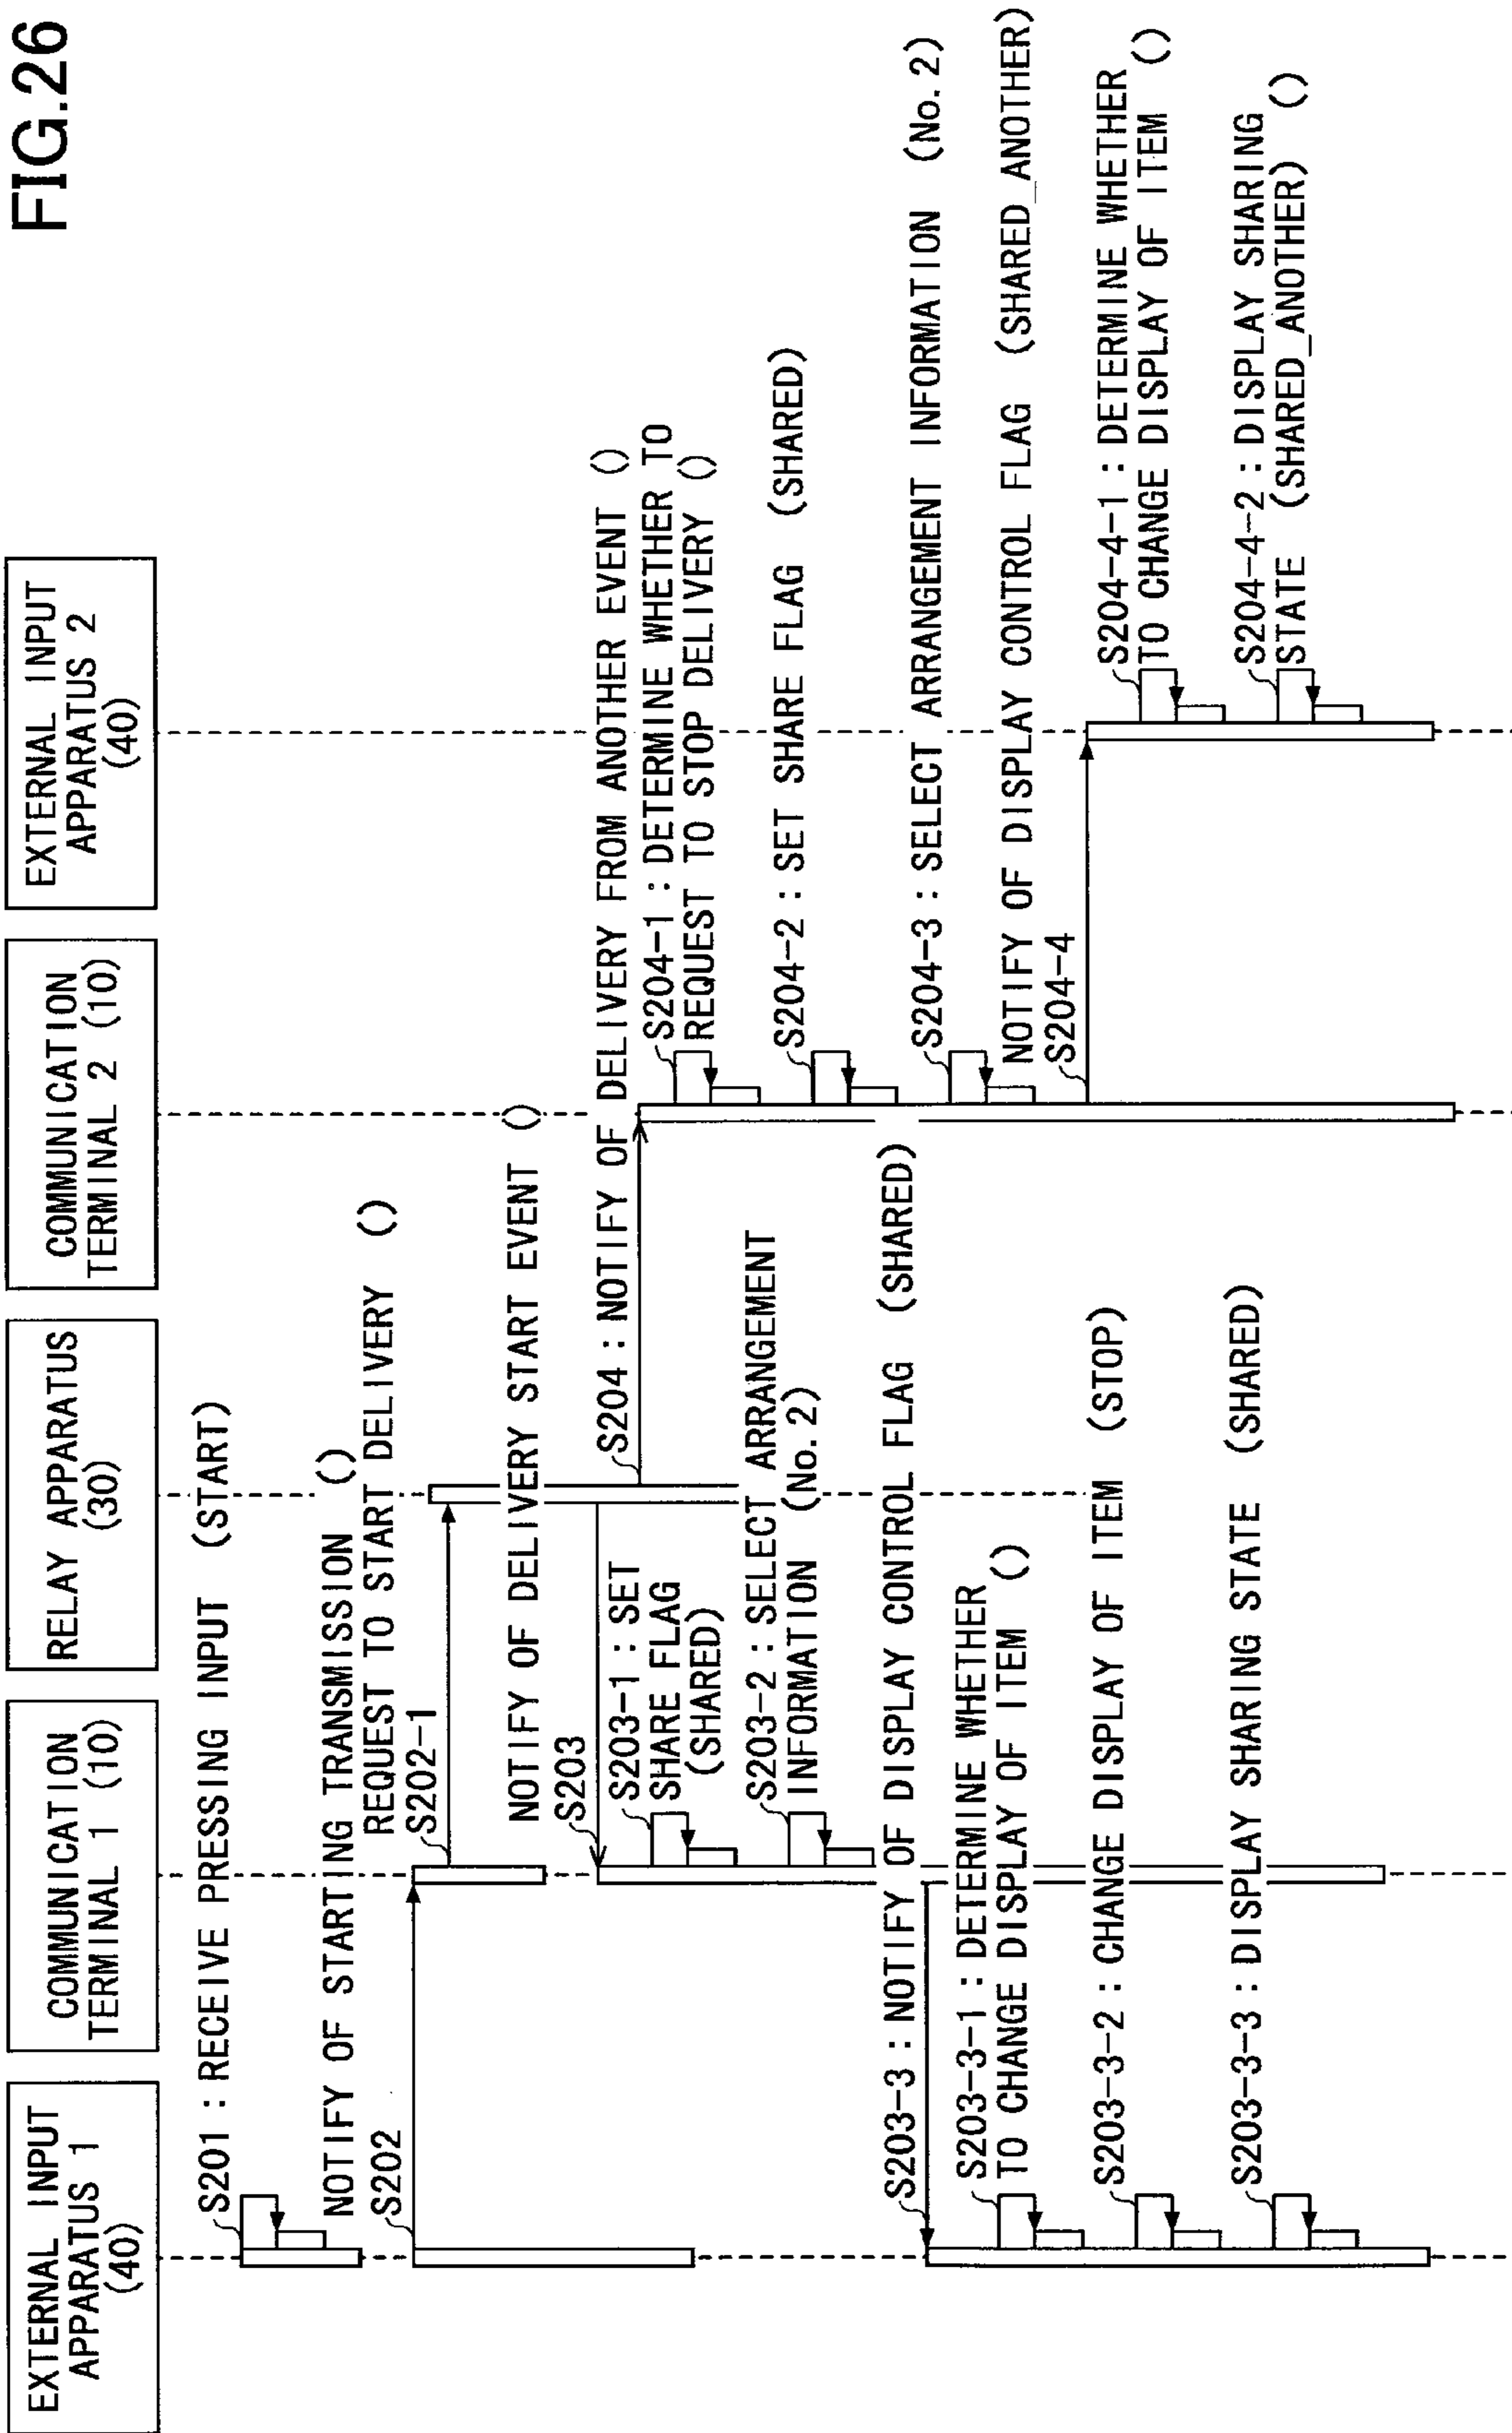 FIG.26
EXTERNAL INPUT
APPARATUS 1
(40)
COMMUNICATION
TERMINAL 1 (10)
RELAY APPARATUS
(30)
COMMUNICATION
TERMINAL 2 (10)
EXTERNAL INPUT
APPARATUS 2
(40)
S201 : RECEIVE PRESSING INPUT (START)
NOTIFY OF STARTING TRANSMISSION ()
S202
REQUEST TO START DELIVERY ()
S202-1
NOTIFY OF DELIVERY START EVENT ()
S203
S204 : NOTIFY OF DELIVERY FROM ANOTHER EVENT ()
S203-1 : SET
SHARE FLAG
(SHARED)
S203-2 : SELECT ARRANGEMENT
INFORMATION (No.2)
S204-1 : DETERMINE WHETHER TO
REQUEST TO STOP DELIVERY ()
S204-2 : SET SHARE FLAG (SHARED)
S204-3 : SELECT ARRANGEMENT INFORMATION (No.2)
S203-3 : NOTIFY OF DISPLAY CONTROL FLAG (SHARED)
S203-3-1 : DETERMINE WHETHER
TO CHANGE DISPLAY OF ITEM ()
NOTIFY OF DISPLAY CONTROL FLAG (SHARED_ANOTHER)
S204-4
S203-3-2 : CHANGE DISPLAY OF ITEM (STOP)
S204-4-1 : DETERMINE WHETHER
TO CHANGE DISPLAY OF ITEM ()
S203-3-3 : DISPLAY SHARING STATE (SHARED)
S204-4-2 : DISPLAY SHARING
STATE (SHARED_ANOTHER) ()